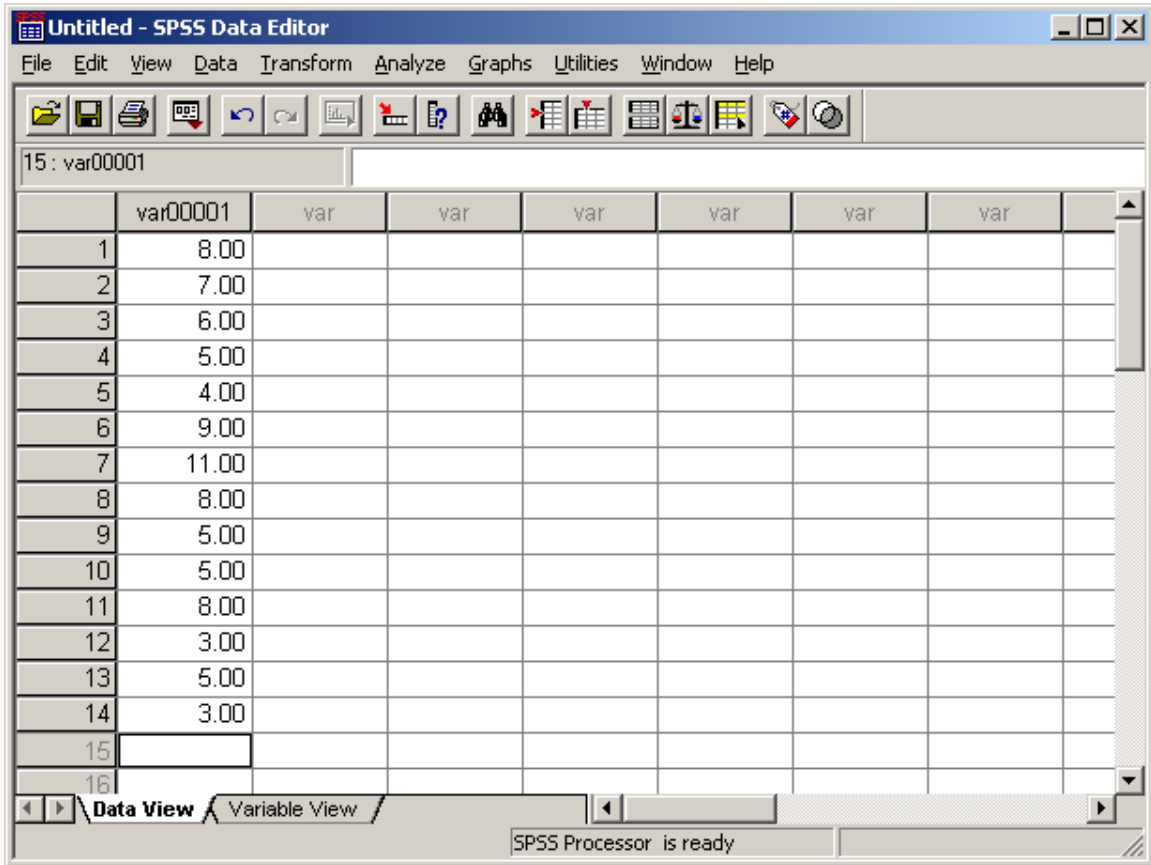 SPSS
Untitled - SPSS Data Editor
File Edit View Data Transform Analyze Graphs Utilities Window Help
15 : var00001
var00001 var var var var var var
1 8.00
2 7.00
3 6.00
4 5.00
5 4.00
6 9.00
7 11.00
8 8.00
9 5.00
10 5.00
11 8.00
12 3.00
13 5.00
14 3.00
15
16
Data View Variable View
SPSS Processor is ready